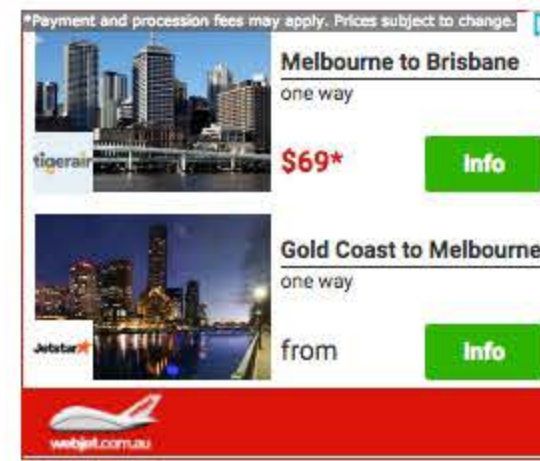 *Payment and procession fees may apply. Prices subject to change.
Melbourne to Brisbane
one way
tigerair
$69*
Info
Gold Coast to Melbourne
one way
Jetstar
from
Info
webjet.com.au